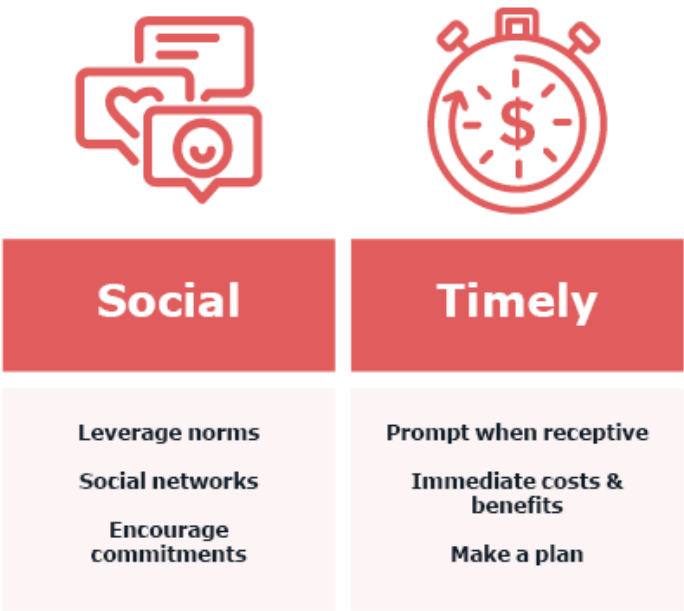 $
Social
Timely
Leverage norms
Social networks
Encourage
commitments
Prompt when receptive
Immediate costs &
benefits
Make a plan